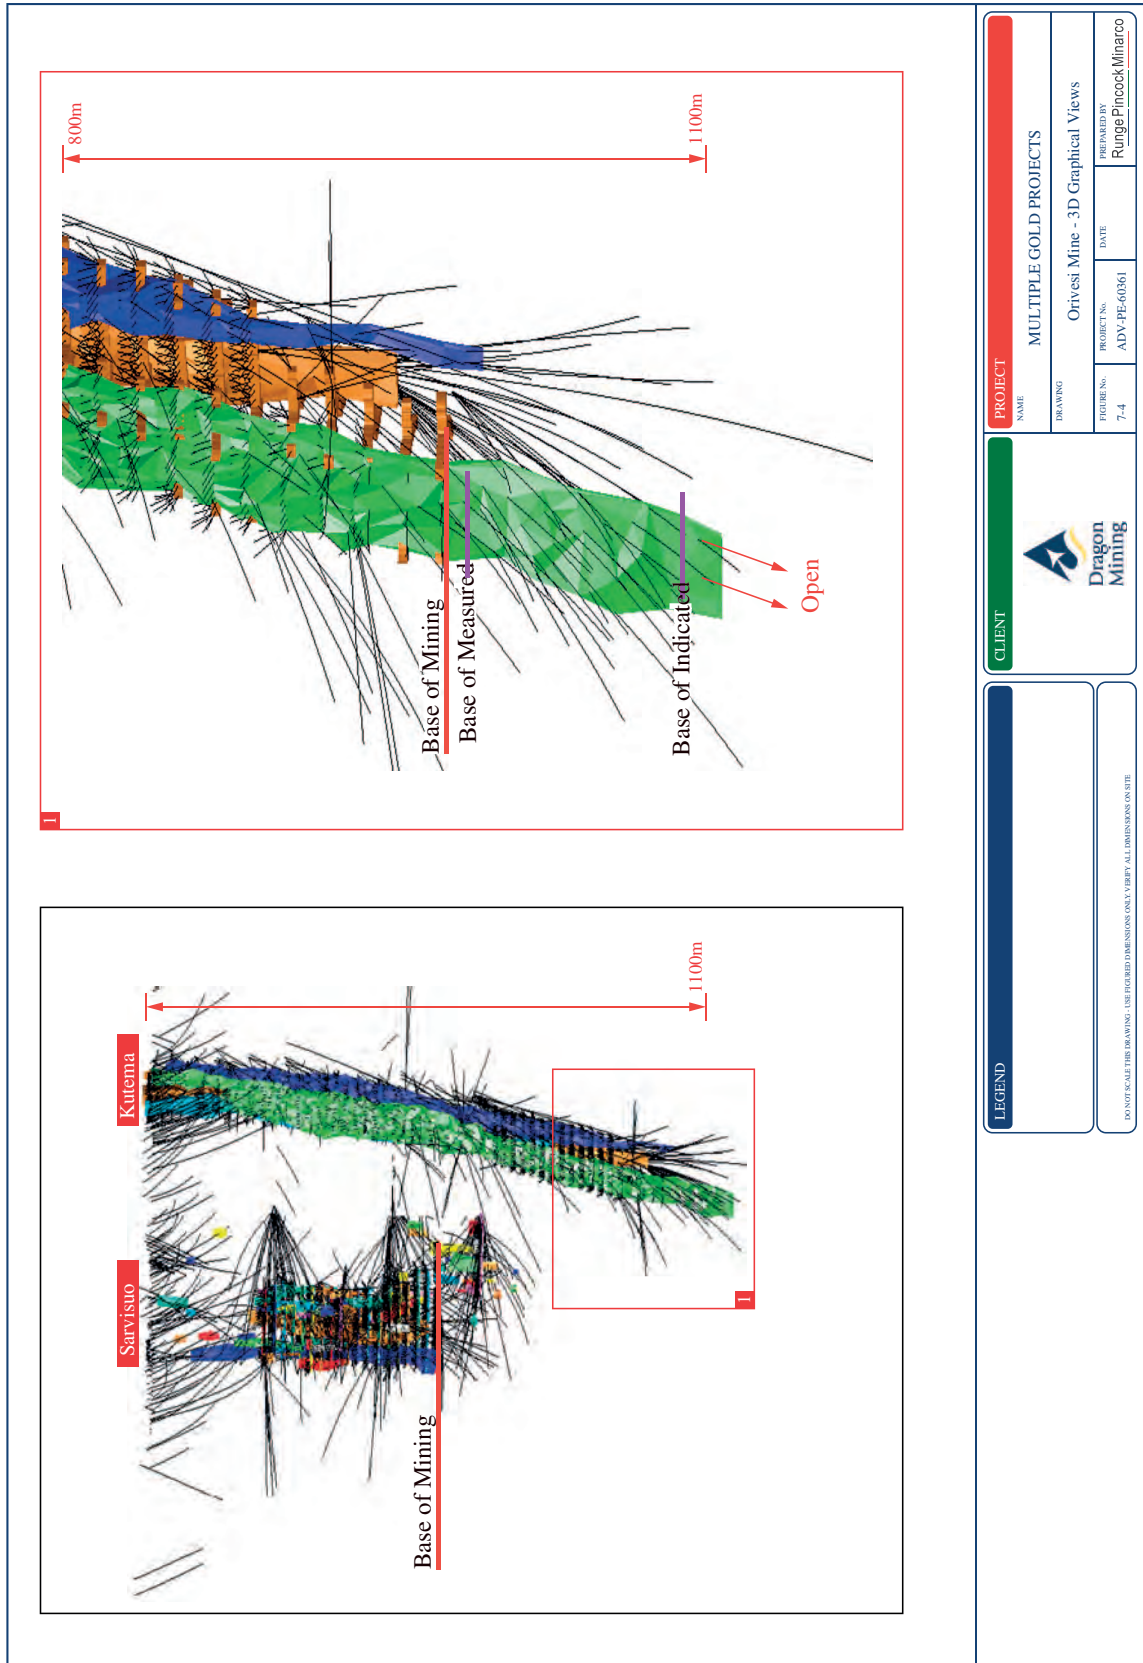 Sarvisuo
Kutema
1100m
Base of Mining
1
1
800m
1100m
Base of Mining
Base of Measured
Base of Indicated
Open
LEGEND
DO NOT SCALE THIS DRAWING - USE FIGURED DIMENSIONS ONLY. VERIFY ALL DIMENSIONS ON SITE
CLIENT
Dragon
Mining
PROJECT
NAME
MULTIPLE GOLD PROJECTS
DRAWING
Orivesi Mine - 3D Graphical Views
FIGURE No.
7-4
PROJECT No.
ADV-PE-60361
DATE
PREPARED BY
RungePincockMinarco